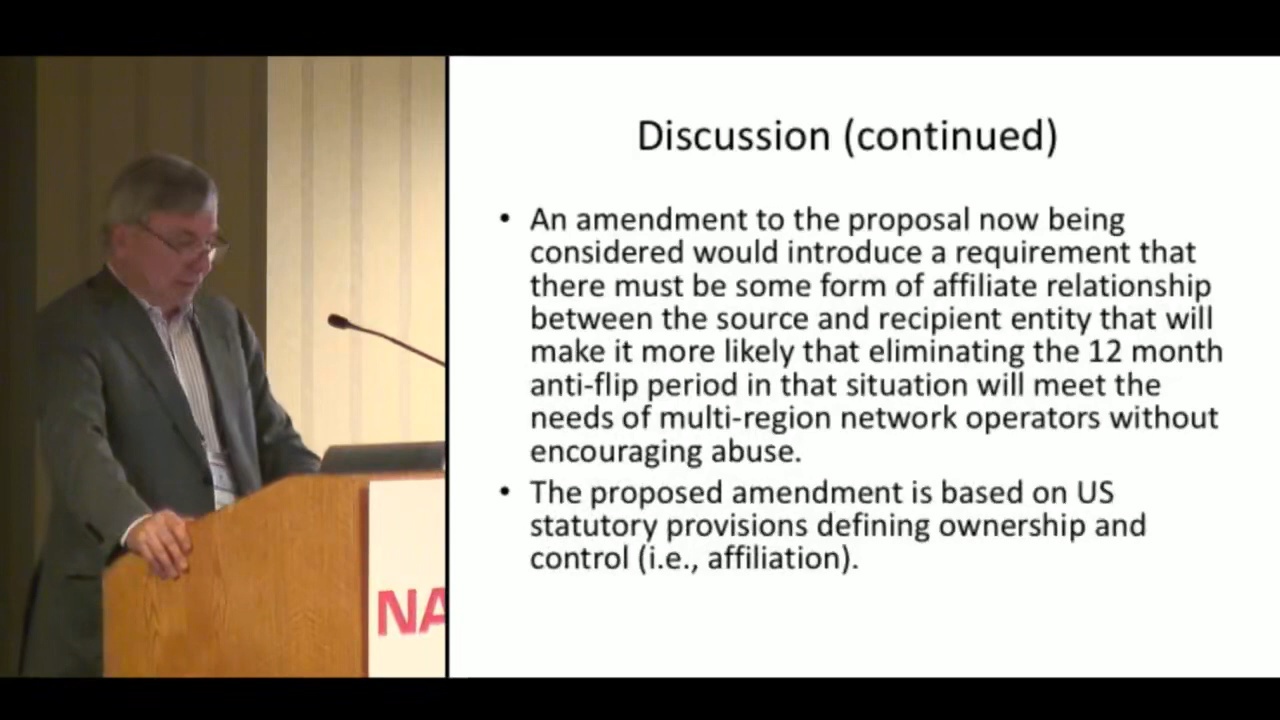 Discussion (continued)
• An amendment to the proposal now being
considered would introduce a requirement that
there must be some form of affiliate relationship
between the source and recipient entity that will
make it more likely that eliminating the 12 month
anti-flip period in that situation will meet the
needs of multi-region network operators without
encouraging abuse.
• The proposed amendment is based on US
statutory provisions defining ownership and
control (i.e., affiliation).
NA